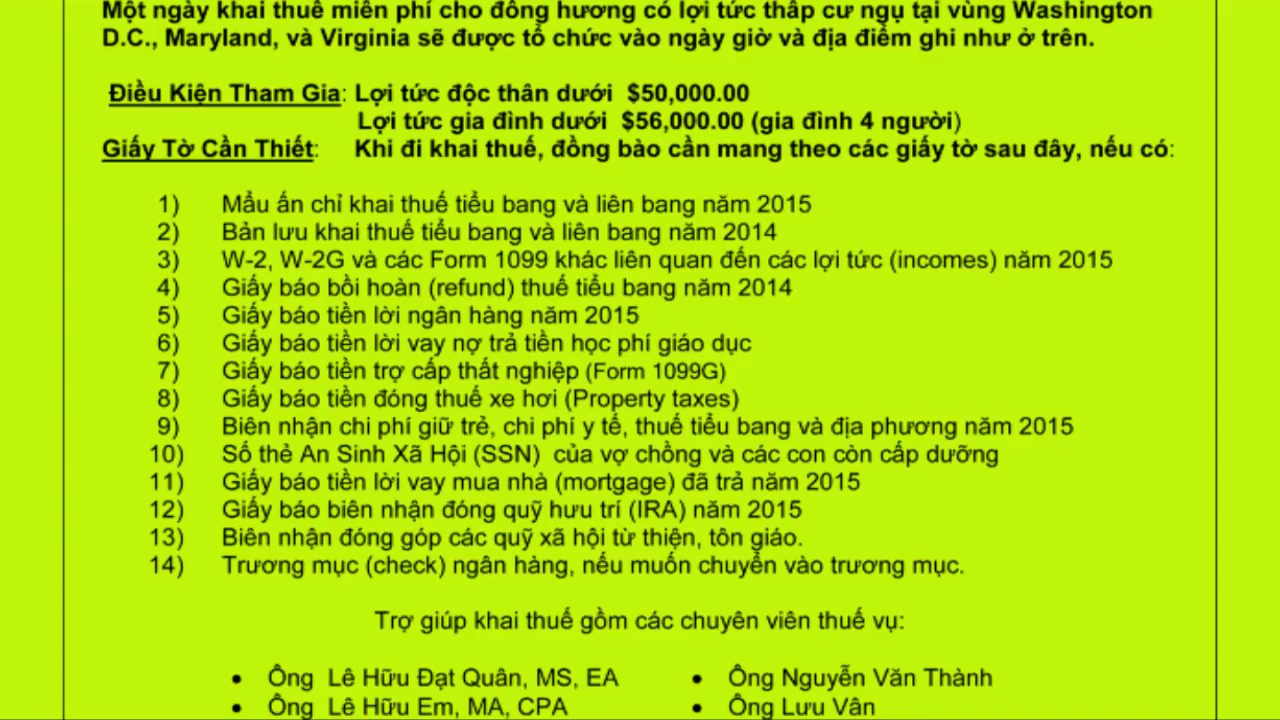 Một ngày khai thuế miễn phí cho đồng hương có lợi tức thấp cư ngụ tại vùng Washington
D.C., Maryland, và Virginia sẽ được tổ chức vào ngày giờ và địa điểm ghi như ở trên.
Điều Kiện Tham Gia: Lợi tức độc thân dưới $50,000.00
Lợi tức gia đình dưới $56,000.00 (gia đình 4 người)
Giấy Tờ Cần Thiết: Khi đi khai thuế, đồng bào cần mang theo các giấy tờ sau đây, nếu có:
1) Mẩu ấn chỉ khai thuế tiểu bang và liên bang năm 2015
2) Bản lưu khai thuế tiểu bang và liên bang năm 2014
3) W-2, W-2G và các Form 1099 khác liên quan đến các lợi tức (incomes) năm 2015
4) Giấy báo bồi hoàn (refund) thuế tiểu bang năm 2014
5) Giấy báo tiền lời ngân hàng năm 2015
6) Giấy báo tiền lời vay nợ trả tiền học phí giáo dục
7) Giấy báo tiền trợ cấp thất nghiệp (Form 1099G)
8) Giấy báo tiền đóng thuế xe hơi (Property taxes)
9) Biên nhận chi phí giữ trẻ, chi phí y tế, thuế tiểu bang và địa phương năm 2015
10) Số thẻ An Sinh Xã Hội (SSN) của vợ chồng và các con còn cấp dưỡng
11) Giấy báo tiền lời vay mua nhà (mortgage) đã trả năm 2015
12) Giấy báo biên nhận đóng quỹ hưu trí (IRA) năm 2015
13) Biên nhận đóng góp các quỹ xã hội từ thiện, tôn giáo.
14) Trương mục (check) ngân hàng, nếu muốn chuyển vào trương mục.
Trợ giúp khai thuế gồm các chuyên viên thuế vụ:
• Ông Lê Hữu Đạt Quân, MS, EA • Ông Nguyễn Văn Thành
• Ông Lê Hữu Em, MA, CPA • Ông Lưu Vân